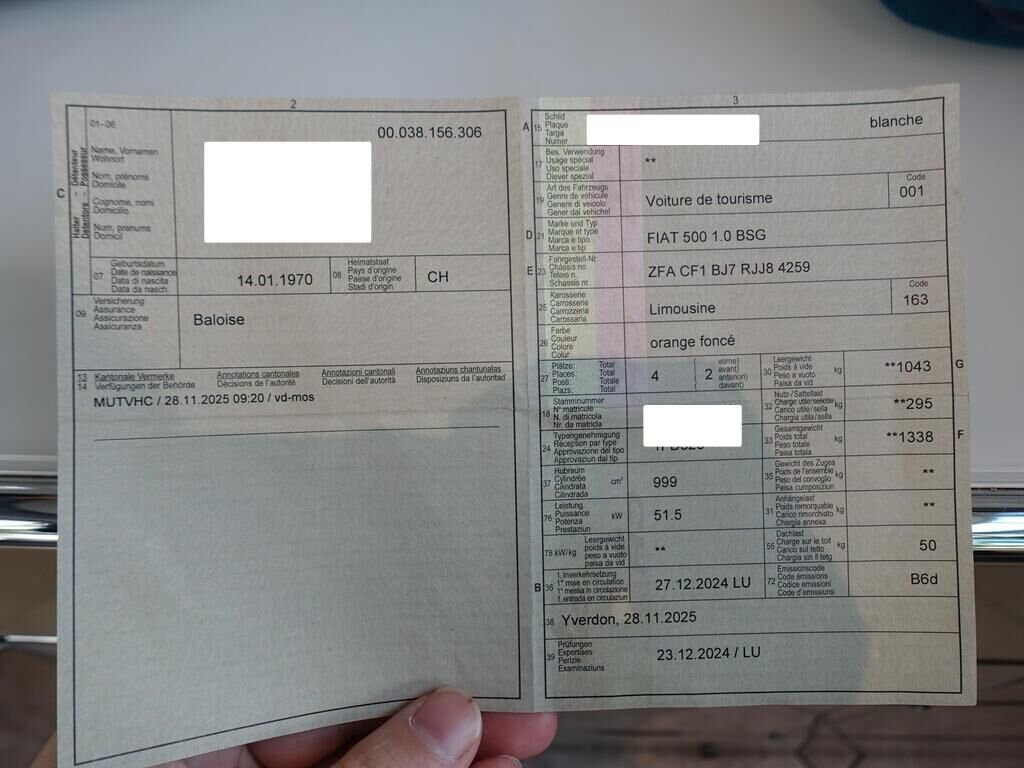 2
00.038.156.306
C
Halter Détenteur
Detentore Possessur
01–06
Name, Vornamen
Wohnort
Nom, prénoms
Domicile
Cognome, nomi
Domicilio
Num, prenums
Domicil
07
Geburtsdatum
Date de naissance
Data di nascita
Data da nasch.
14.01.1970
08
Heimatstaat
Pays d'origine
Paese d'origine
Stadi d'origin
CH
09
Versicherung
Assurance
Assicurazione
Assicuranza
Baloise
13 Kantonale Vermerke Annotations cantonales Annotazioni cantonali Annotaziuns chantunalas
14 Verfügungen der Behörde Décisions de l'autorité Decisioni dell'autorità Disposiziuns da l'autoritad
MUTVHC / 28.11.2025 09:20 / vd-mos
3
A
15
Schild
Plaque
Targa
Numer
blanche
17
Bes. Verwendung
Usage spécial
Uso speciale
Diever spezial
**
19
Art des Fahrzeugs
Genre de véhicule
Genere di veicolo
Gener dal vehichel
Voiture de tourisme
Code
001
D
21
Marke und Typ
Marque et type
Marca e tipo
Marca e tip
FIAT 500 1.0 BSG
E
23
Fahrgestell-Nr.
Châssis no
Telaio n.
Schassis nr.
ZFA CF1 BJ7 RJJ8 4259
25
Karosserie
Carrosserie
Carrozzeria
Carossaria
Limousine
Code
163
26
Farbe
Couleur
Colore
Colur
orange foncé
27
Plätze: Total
Places: Total
Posti: Totale
Plazs: Total
4
2
vorne)
avant)
anteriori)
davant)
30
Leergewicht
Poids à vide
Peso a vuoto
Paisa da vid
kg
**1043
G
18
Stammnummer
N° matricule
N. di matricola
Nr. da matricla
32
Nutz-/Sattellast
Charge utile/sellette
Carico utile/sella
Chargia utila/sella
kg
**295
24
Typengenehmigung
Réception par type
Approvazione del tipo
Approvaziun dal tip
33
Gesamtgewicht
Poids total
Peso totale
Paisa totala
kg
**1338
F
37
Hubraum
Cylindrée
Cilindrata
Cilindrada
cm³
999
35
Gewicht des Zuges
Poids de l'ensemble
Peso del convoglio
Paisa cumposiziun
kg
**
76
Leistung
Puissance
Potenza
Prestaziun
kW
51.5
31
Anhängelast
Poids remorquable
Carico rimorchiato
Chargia annexa
kg
**
78 kW/kg
Leergewicht
poids à vide
peso a vuoto
paisa da vid
**
55
Dachlast
Charge sur le toit
Carico sul tetto
Chargia sin il tetg
kg
50
B
36
1. Inverkehrsetzung
1re mise en circulation
1a messa in circolazione
1. entrada en circulaziun
27.12.2024 LU
72
Emissionscode
Code émissions
Codice emissioni
Code d'emissiuns
B6d
38
Yverdon, 28.11.2025
39
Prüfungen
Expertises
Perizie
Examinaziuns
23.12.2024 / LU